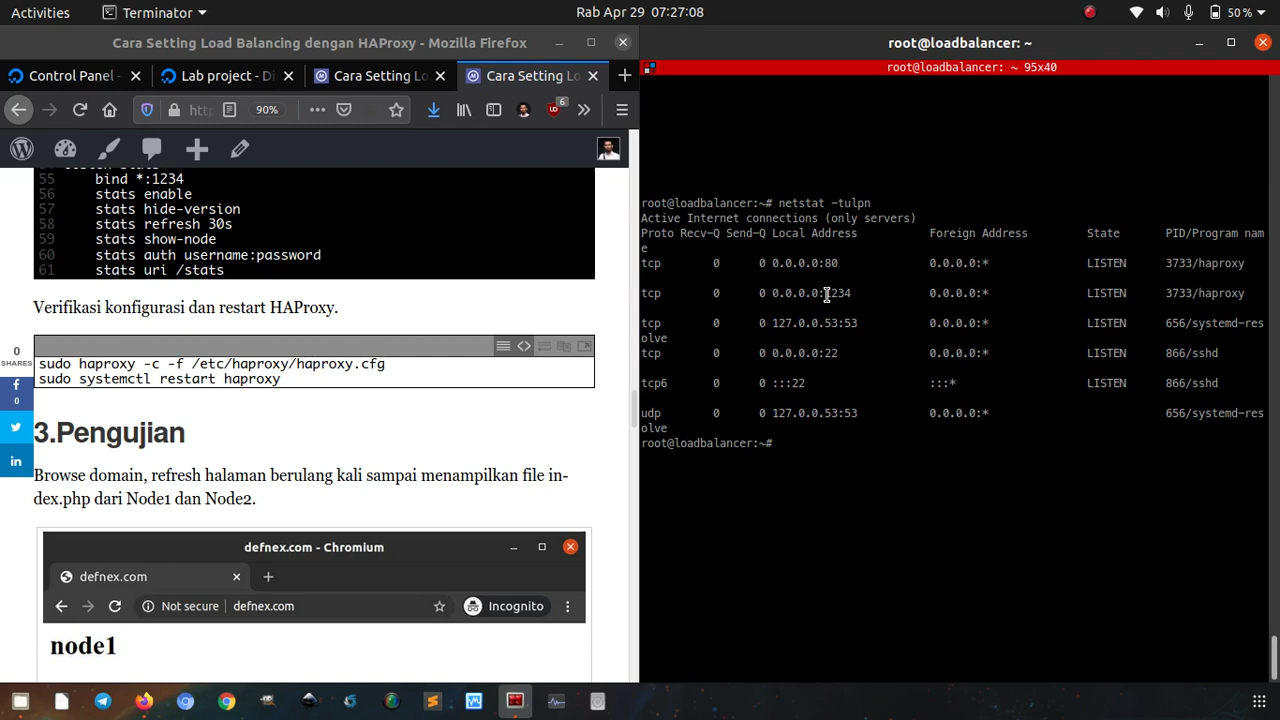 Activities
Terminator
Rab Apr 29 07:27:08
50 %
Cara Setting Load Balancing dengan HAProxy - Mozilla Firefox
Control Panel -
Lab project - Di
Cara Setting Lo
Cara Setting Lo
90%
6
55 bind *:1234
56 stats enable
57 stats hide-version
58 stats refresh 30s
59 stats show-node
60 stats auth username:password
61 stats uri /stats
Verifikasi konfigurasi dan restart HAProxy.
0
SHARES
0
sudo haproxy -c -f /etc/haproxy/haproxy.cfg
sudo systemctl restart haproxy
3.Pengujian
Browse domain, refresh halaman berulang kali sampai menampilkan file in-
dex.php dari Node1 dan Node2.
defnex.com - Chromium
defnex.com
Not secure
defnex.com
Incognito
node1
root@loadbalancer: ~
root@loadbalancer: ~ 95x40
root@loadbalancer:~# netstat -tulpn
Active Internet connections (only servers)
Proto Recv-Q Send-Q Local Address Foreign Address State PID/Program nam
e
tcp 0 0 0.0.0.0:80 0.0.0.0:* LISTEN 3733/haproxy
tcp 0 0 0.0.0.0:1234 0.0.0.0:* LISTEN 3733/haproxy
tcp 0 0 127.0.0.53:53 0.0.0.0:* LISTEN 656/systemd-res
olve
tcp 0 0 0.0.0.0:22 0.0.0.0:* LISTEN 866/sshd
tcp6 0 0 :::22 :::* LISTEN 866/sshd
udp 0 0 127.0.0.53:53 0.0.0.0:* 656/systemd-res
olve
root@loadbalancer:~#